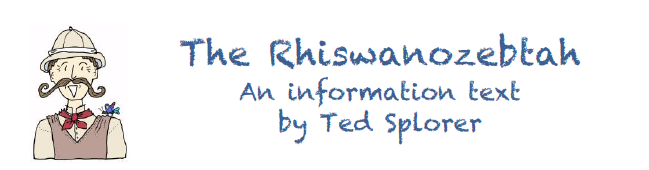 The Rhiswanozebtah
An information text
by Ted Splorer